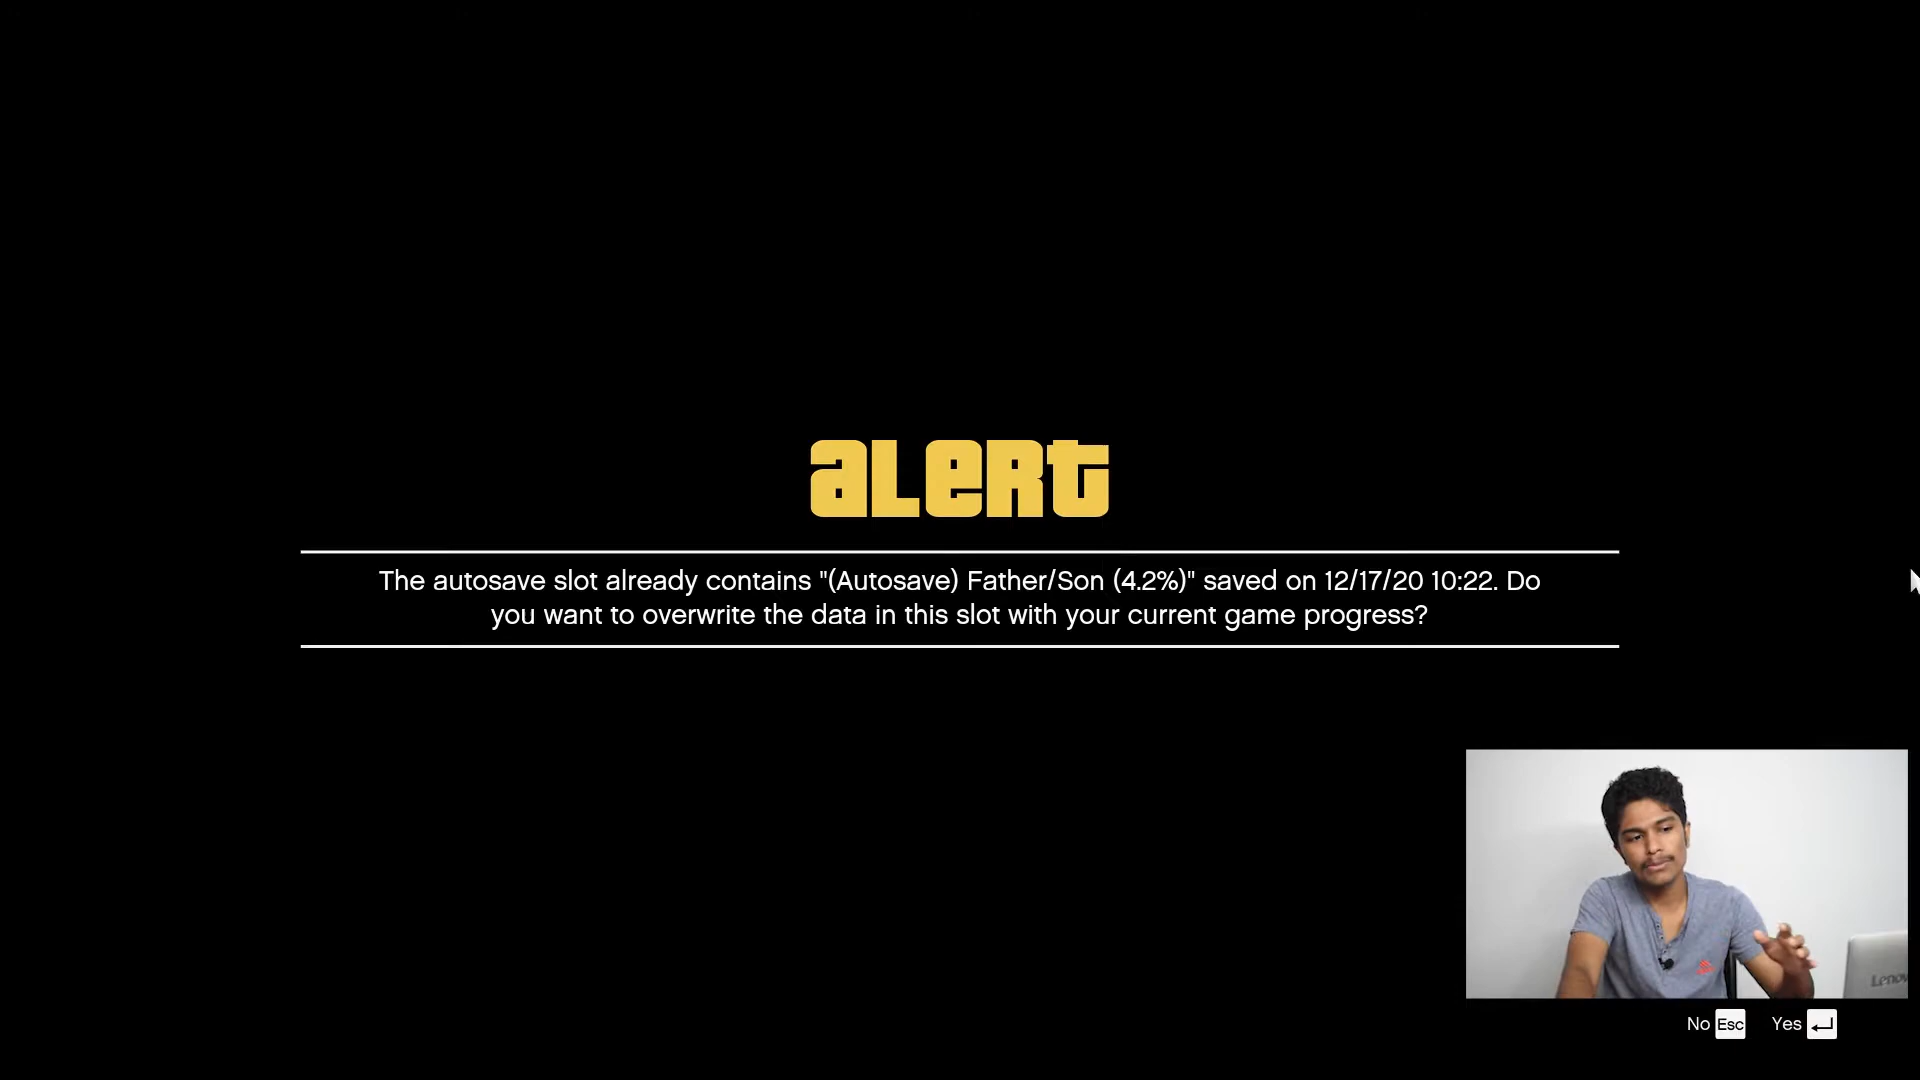 aLeRt
The autosave slot already contains "(Autosave) Father/Son (4.2%)" saved on 12/17/20 10:22. Do
you want to overwrite the data in this slot with your current game progress?
No Esc Yes